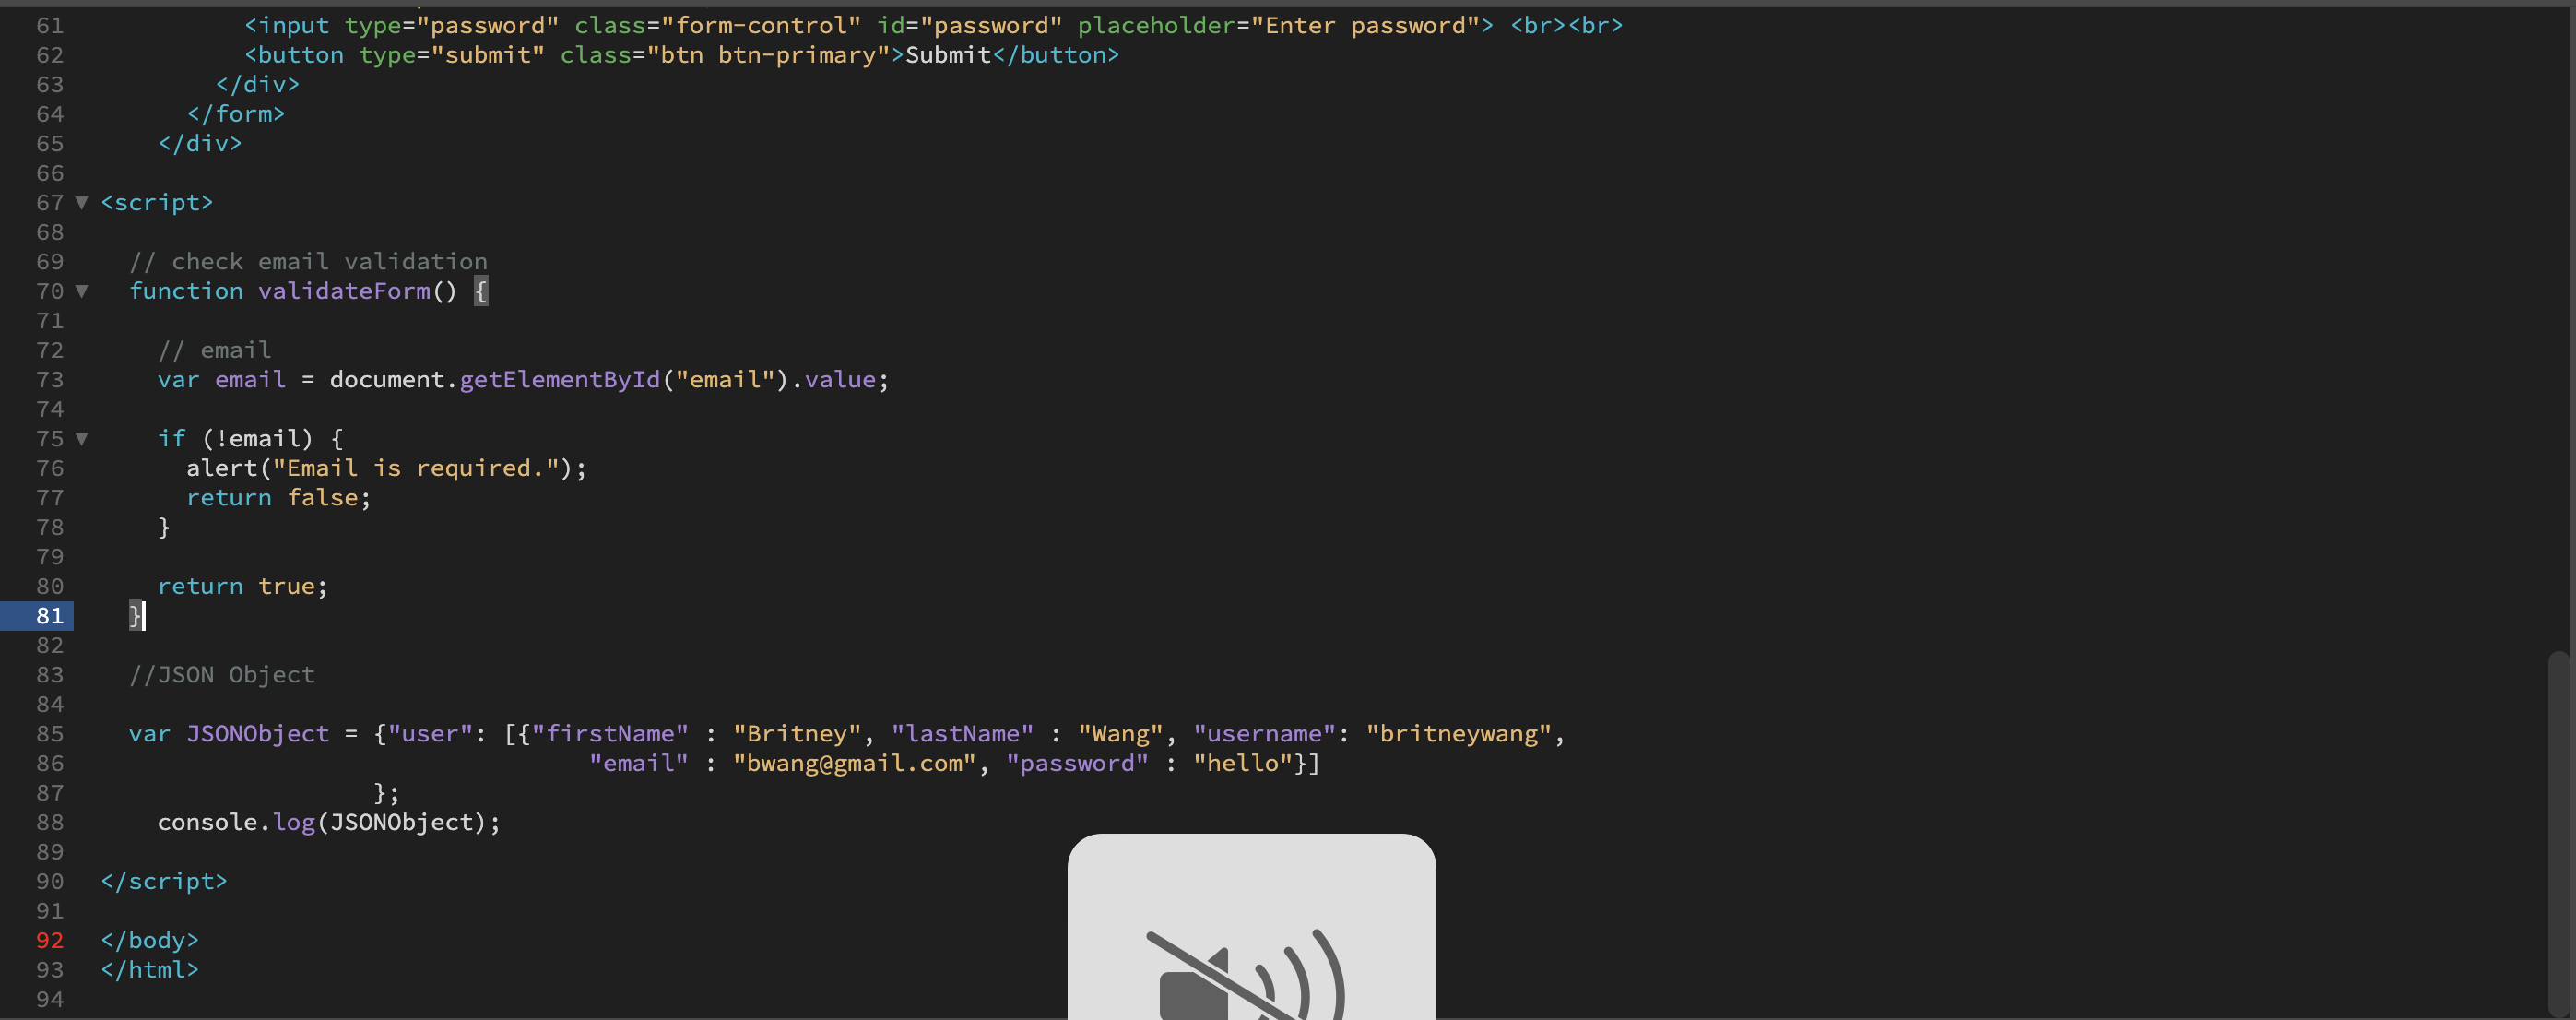 61 <input type="password" class="form-control" id="password" placeholder="Enter password"> <br><br>
62 <button type="submit" class="btn btn-primary">Submit</button>
63 </div>
64 </form>
65 </div>
66
67 ▼ <script>
68
69 // check email validation
70 ▼ function validateForm() {
71
72 // email
73 var email = document.getElementById("email").value;
74
75 ▼ if (!email) {
76 alert("Email is required.");
77 return false;
78 }
79
80 return true;
81 }
82
83 //JSON Object
84
85 var JSONObject = {"user": [{"firstName" : "Britney", "lastName" : "Wang", "username": "britneywang",
86 "email" : "bwang@gmail.com", "password" : "hello"}]
87 };
88 console.log(JSONObject);
89
90 </script>
91
92 </body>
93 </html>
94